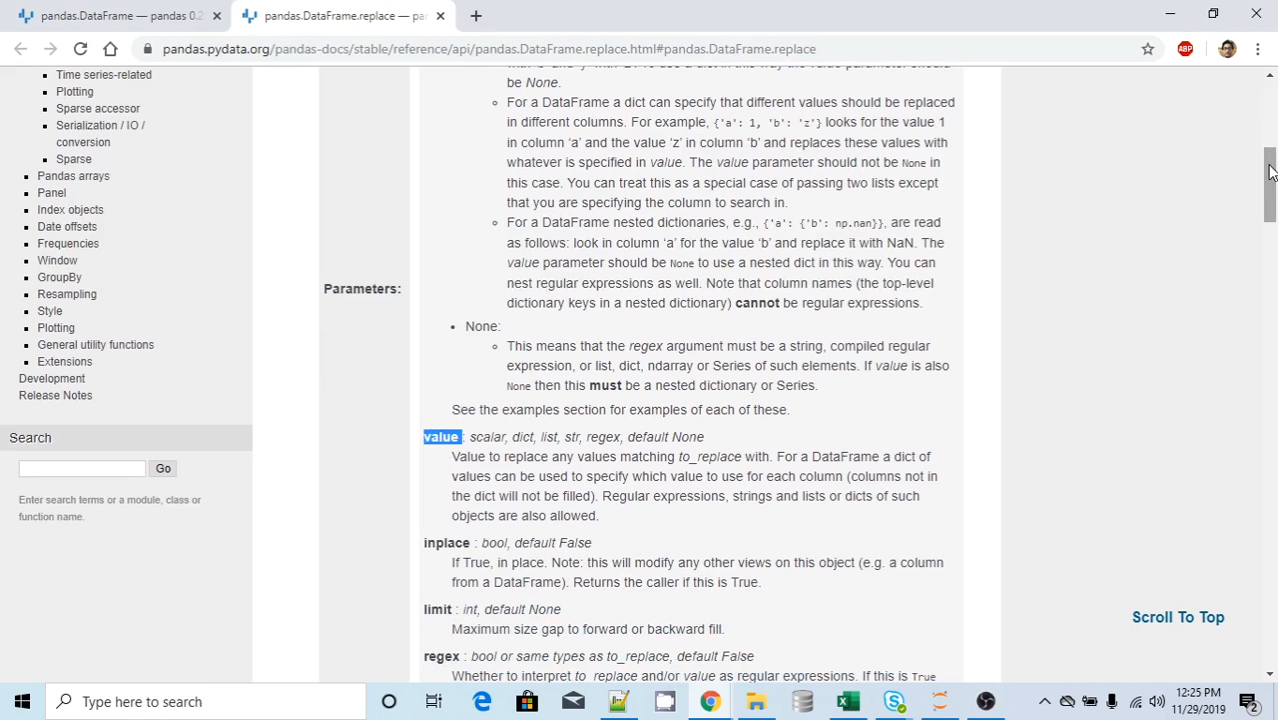 pandas.DataFrame — pandas 0.2
pandas.DataFrame.replace — pan
pandas.pydata.org/pandas-docs/stable/reference/api/pandas.DataFrame.replace.html#pandas.DataFrame.replace
ABP
Time series-related
Plotting
Sparse accessor
Serialization / IO /
conversion
Sparse
Pandas arrays
Panel
Index objects
Date offsets
Frequencies
Window
GroupBy
Resampling
Style
Plotting
General utility functions
Extensions
Development
Release Notes
Search
Go
Enter search terms or a module, class or
function name.
Parameters:
be None.
For a DataFrame a dict can specify that different values should be replaced
in different columns. For example, {'a': 1, 'b': 'z'} looks for the value 1
in column ‘a’ and the value ‘z’ in column ‘b’ and replaces these values with
whatever is specified in value. The value parameter should not be None in
this case. You can treat this as a special case of passing two lists except
that you are specifying the column to search in.
For a DataFrame nested dictionaries, e.g., {'a': {'b': np.nan}}, are read
as follows: look in column ‘a’ for the value ‘b’ and replace it with NaN. The
value parameter should be None to use a nested dict in this way. You can
nest regular expressions as well. Note that column names (the top-level
dictionary keys in a nested dictionary) cannot be regular expressions.
None:
This means that the regex argument must be a string, compiled regular
expression, or list, dict, ndarray or Series of such elements. If value is also
None then this must be a nested dictionary or Series.
See the examples section for examples of each of these.
value : scalar, dict, list, str, regex, default None
Value to replace any values matching to_replace with. For a DataFrame a dict of
values can be used to specify which value to use for each column (columns not in
the dict will not be filled). Regular expressions, strings and lists or dicts of such
objects are also allowed.
inplace : bool, default False
If True, in place. Note: this will modify any other views on this object (e.g. a column
from a DataFrame). Returns the caller if this is True.
limit : int, default None
Maximum size gap to forward or backward fill.
regex : bool or same types as to_replace, default False
Whether to interpret to_replace and/or value as regular expressions. If this is True
Scroll To Top
Type here to search
12:25 PM
11/29/2019
2